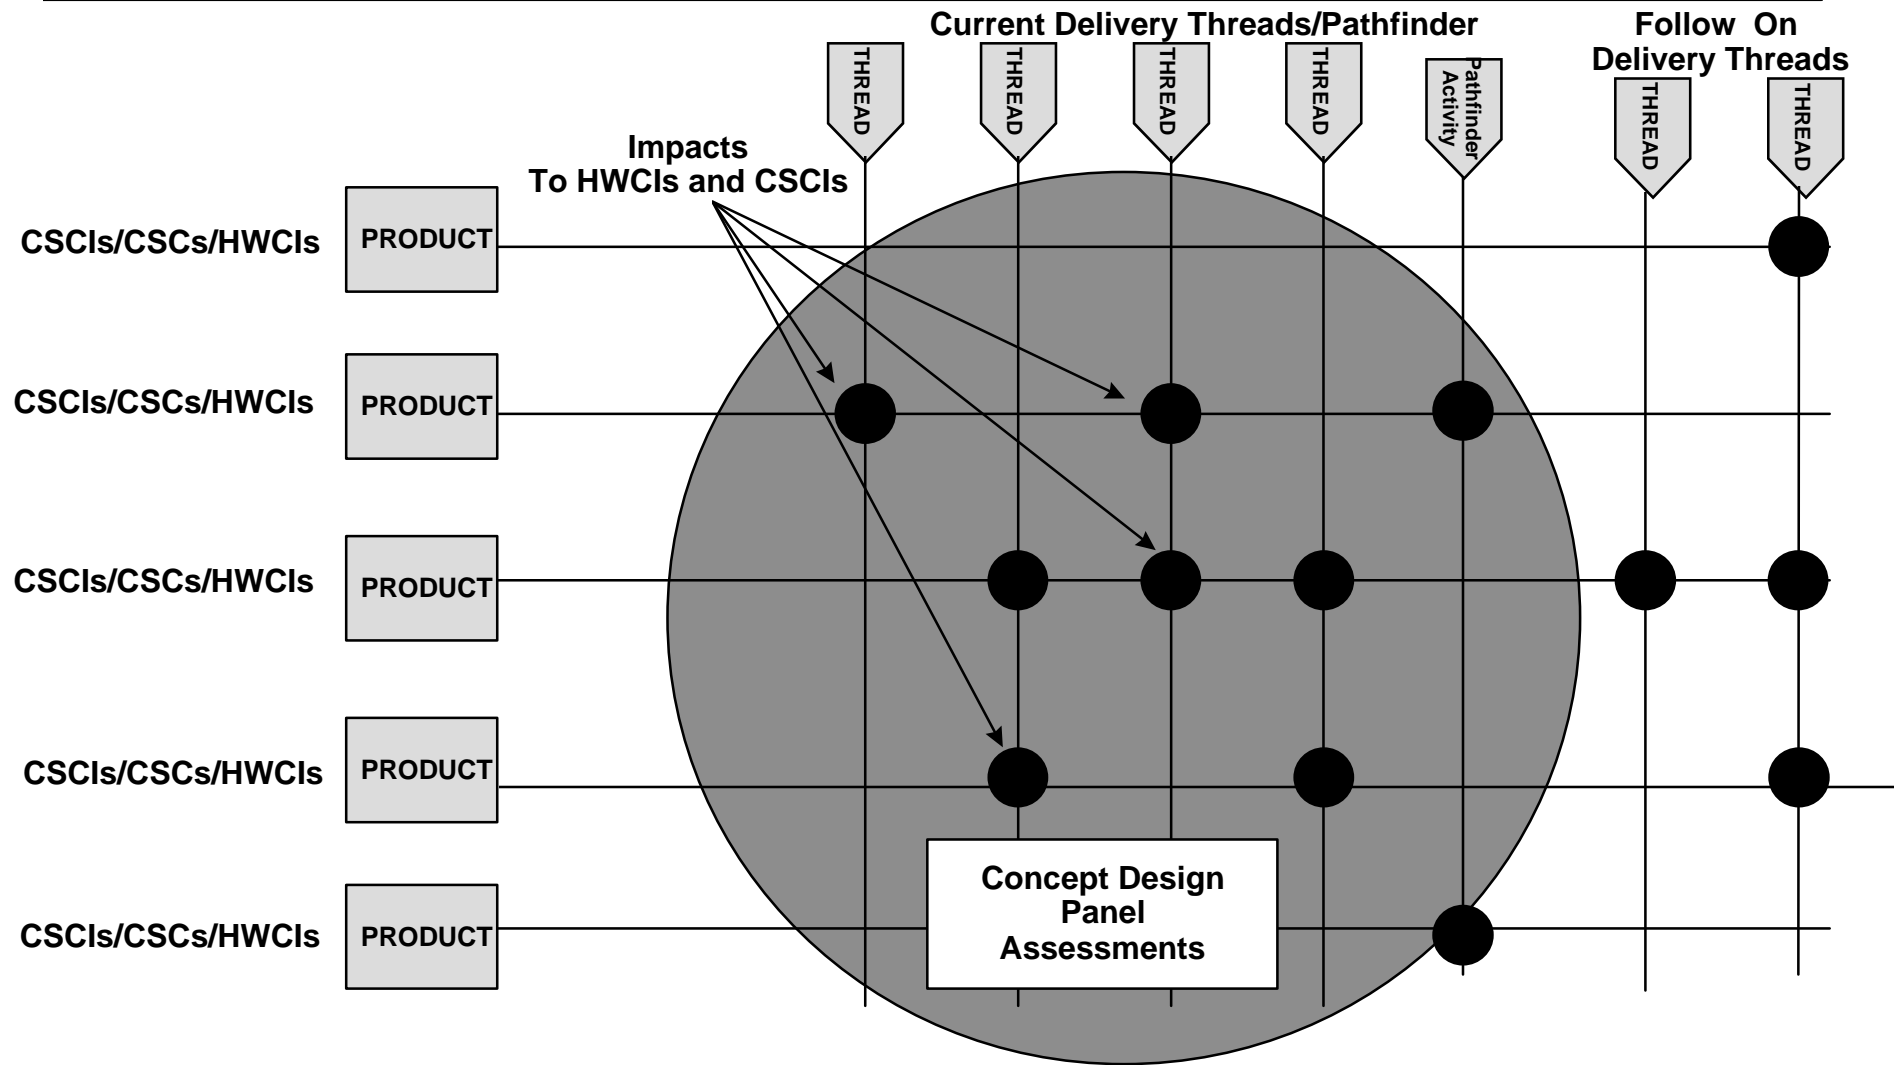 Current Delivery Threads/Pathfinder
Follow On
Delivery Threads
THREAD
THREAD
THREAD
THREAD
Pathfinder
Activity
THREAD
THREAD
Impacts
To HWCIs and CSCIs
CSCIs/CSCs/HWCIs
PRODUCT
CSCIs/CSCs/HWCIs
PRODUCT
CSCIs/CSCs/HWCIs
PRODUCT
CSCIs/CSCs/HWCIs
PRODUCT
Concept Design
Panel
Assessments
CSCIs/CSCs/HWCIs
PRODUCT